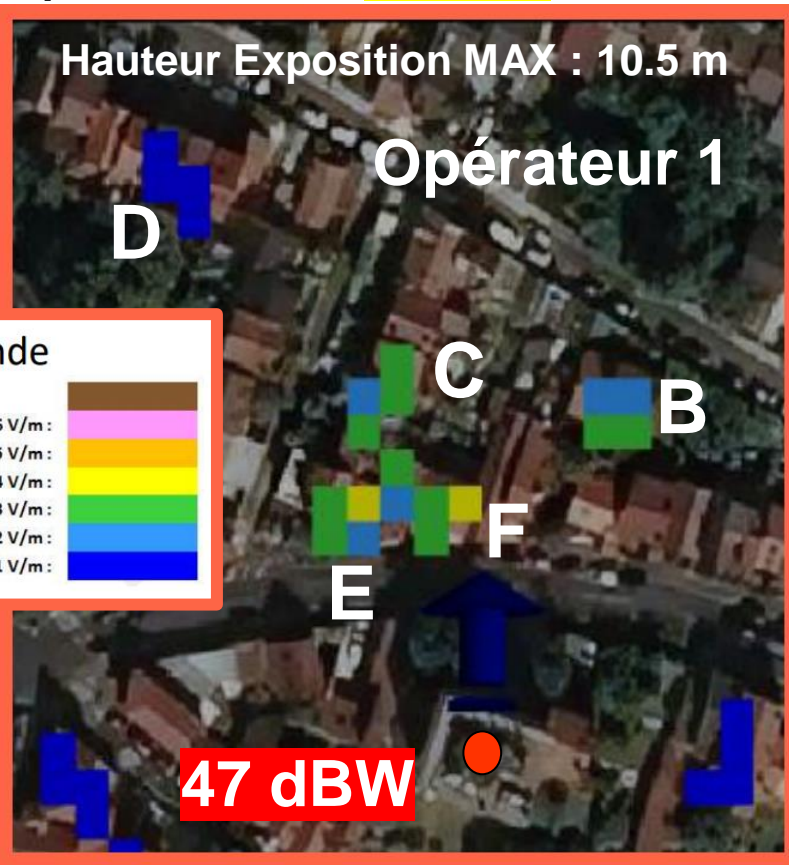 Hauteur Exposition MAX : 10.5 m
Opérateur 1
D
nde
C
B
V/m :
V/m :
V/m :
V/m :
V/m :
V/m :
F
E
47 dBW